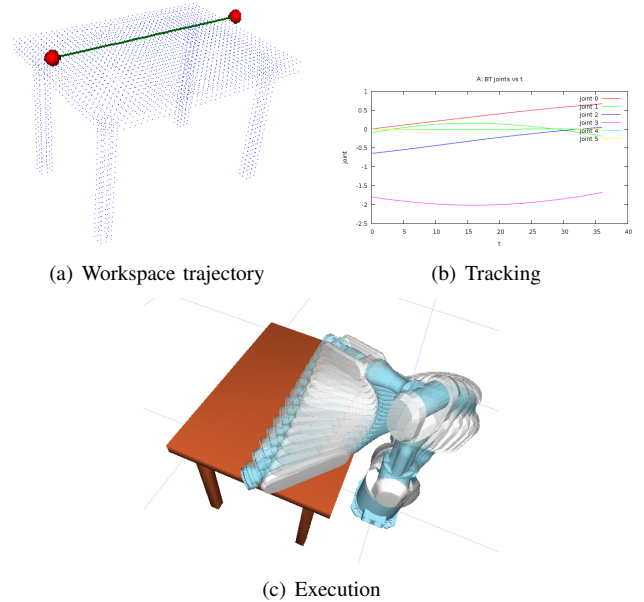 A: BT Joints vs t
1
0.5
0
-0.5
-1
-1.5
-2
-2.5
joint
Joint 0
Joint 1
Joint 2
Joint 3
Joint 4
Joint 5
0 5 10 15 20 25 30 35 40
t
(a) Workspace trajectory
(b) Tracking
(c) Execution